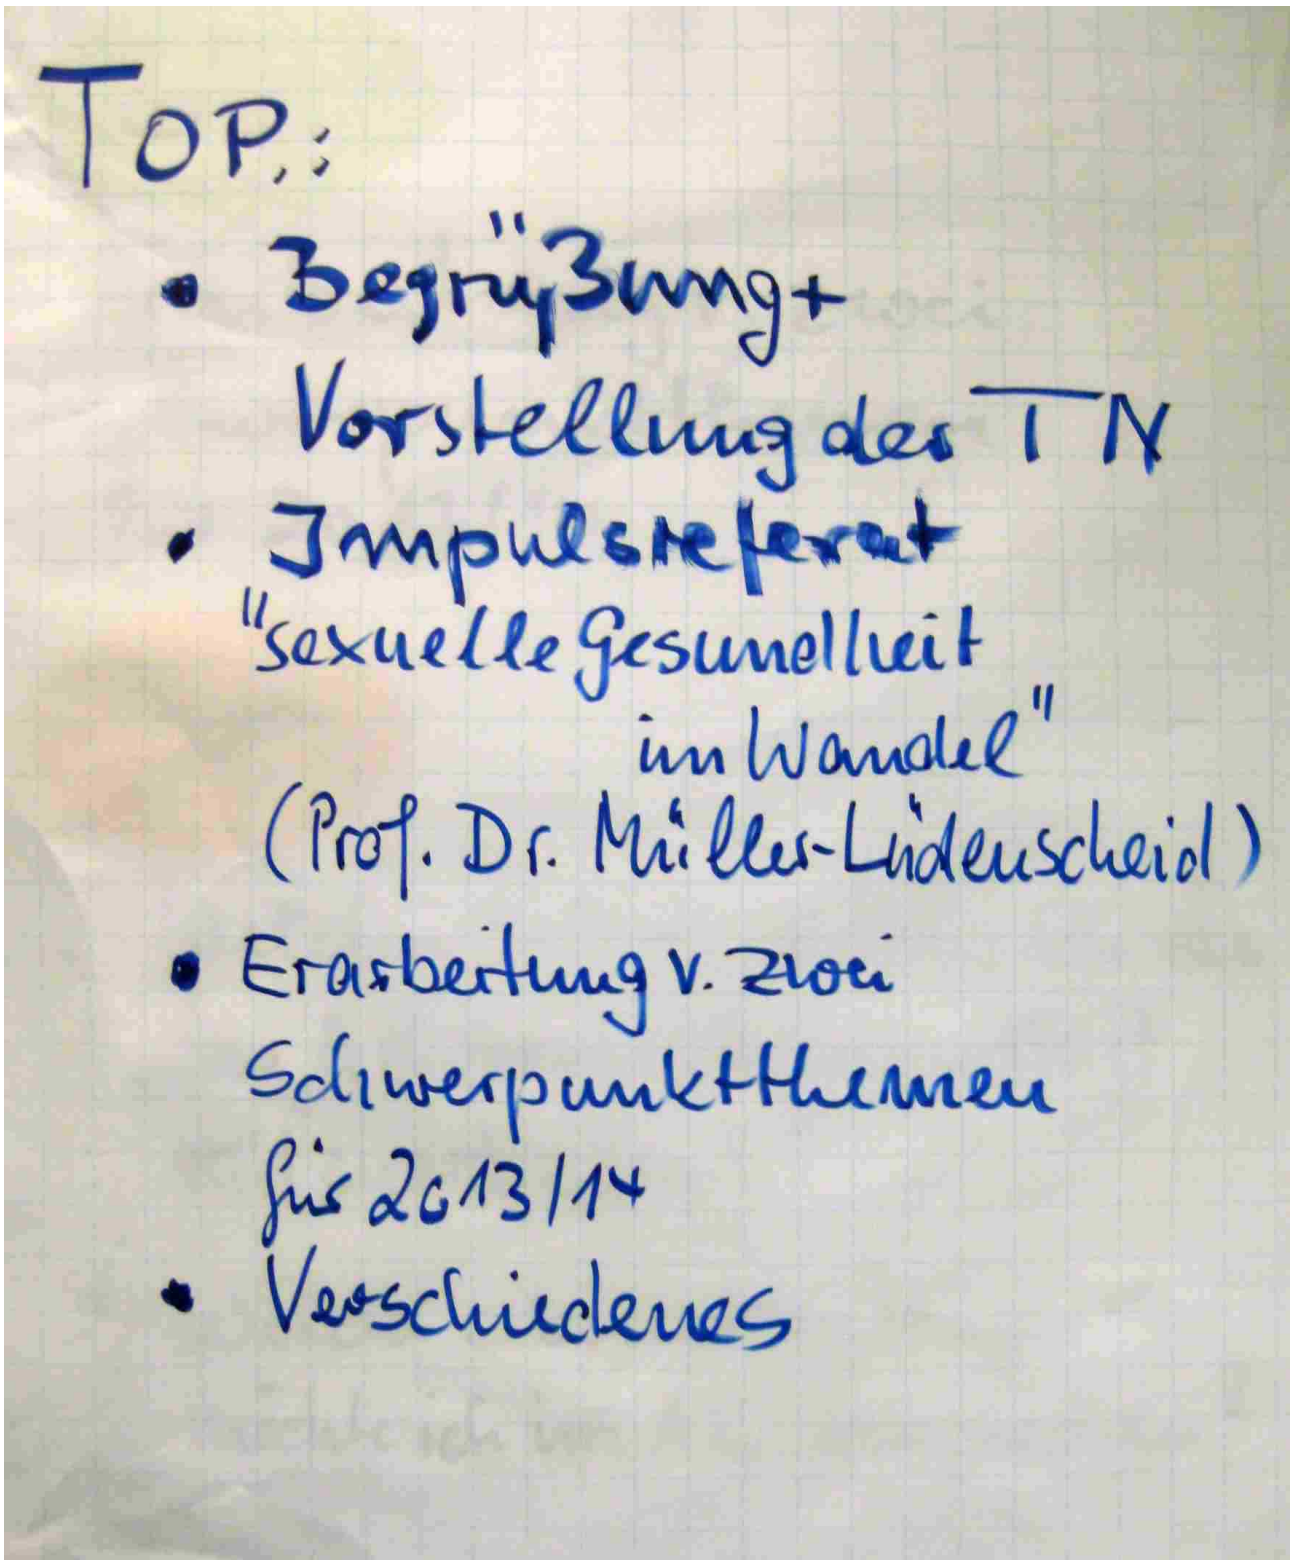 TOP.:
• Begrüßung +
Vorstellung der TN
• Impulsreferat
"sexuelle Gesundheit
im Wandel"
(Prof. Dr. Müller-Lüdenscheid)
• Erarbeitung v. zwei
Schwerpunktthemen
für 2013/14
• Verschiedenes